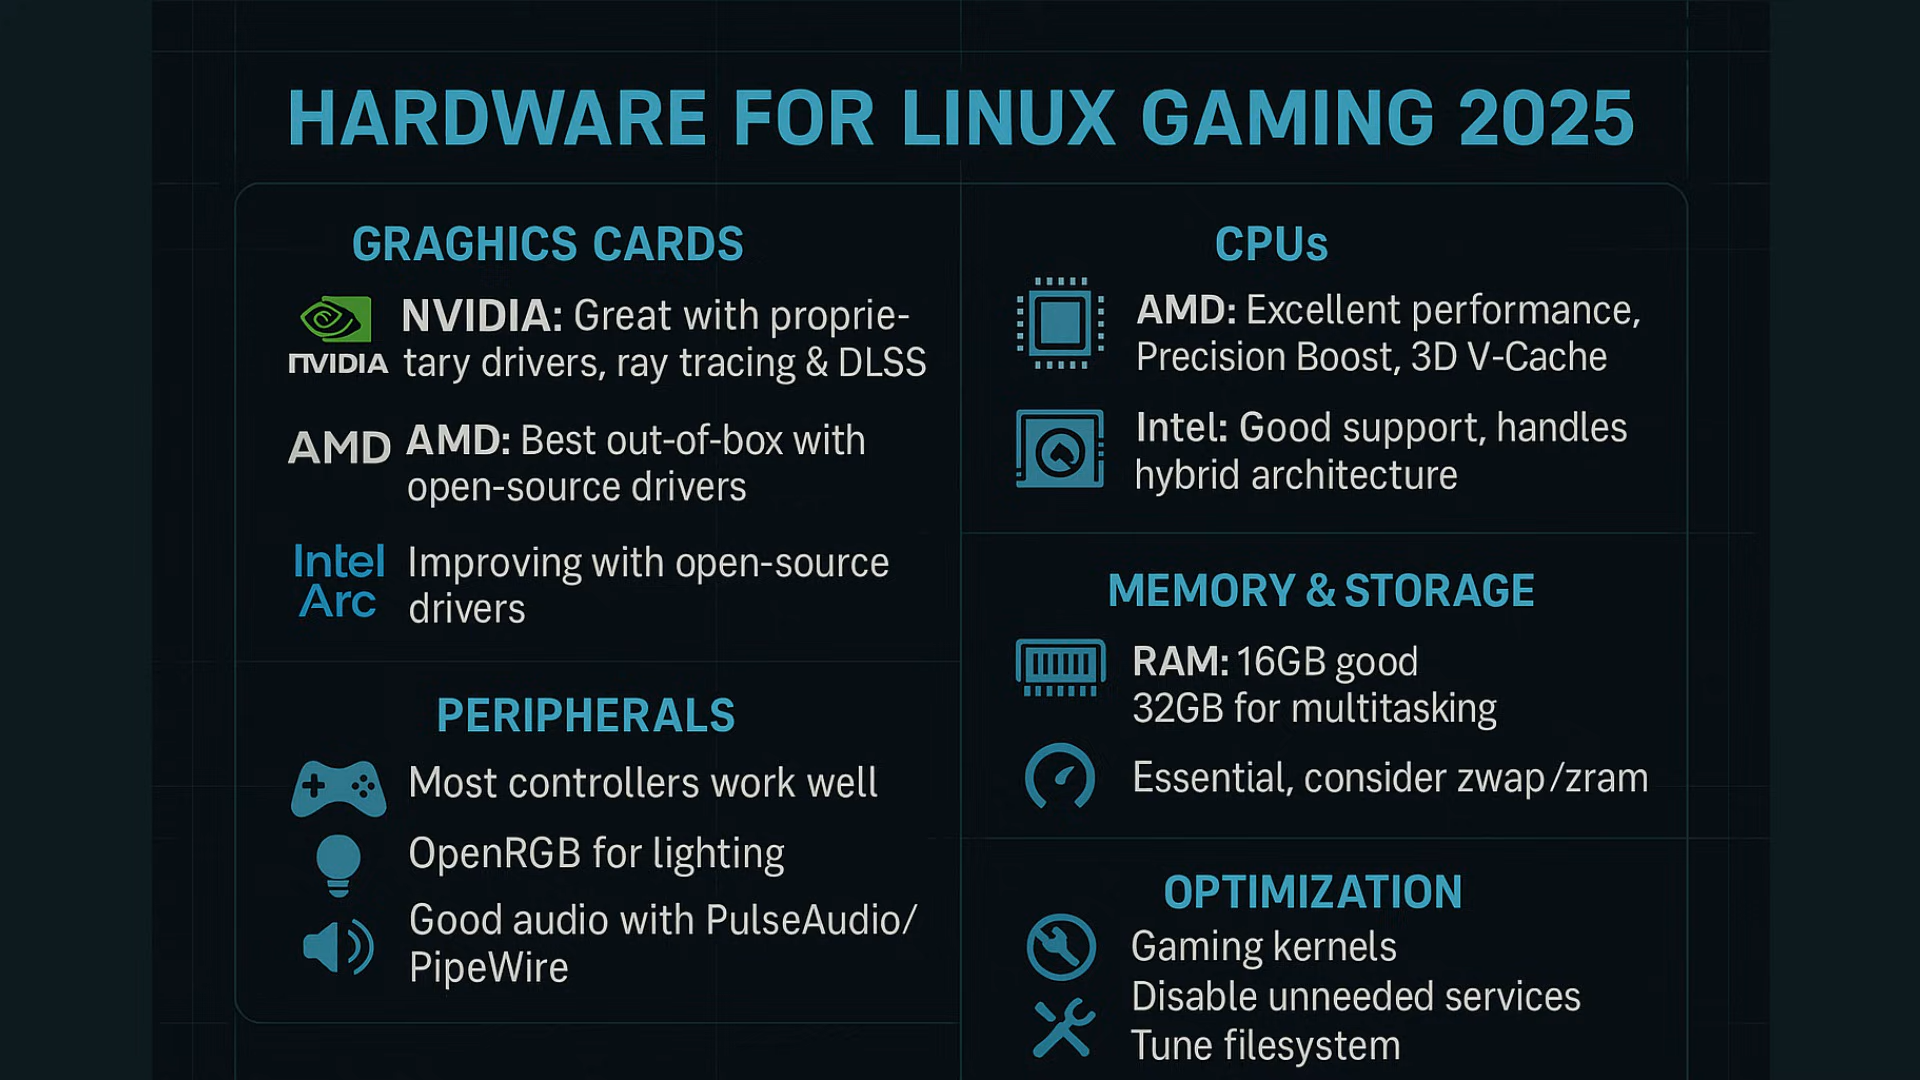 HARDWARE FOR LINUX GAMING 2025
GRAGHICS CARDS
NVIDIA
NVIDIA: Great with proprie-
tary drivers, ray tracing & DLSS
AMD
AMD: Best out-of-box with
open-source drivers
Intel
Arc
Improving with open-source
drivers
PERIPHERALS
Most controllers work well
OpenRGB for lighting
Good audio with PulseAudio/
PipeWire
CPUs
AMD: Excellent performance,
Precision Boost, 3D V-Cache
Intel: Good support, handles
hybrid architecture
MEMORY & STORAGE
RAM: 16GB good
32GB for multitasking
Essential, consider zwap/zram
OPTIMIZATION
Gaming kernels
Disable unneeded services
Tune filesystem